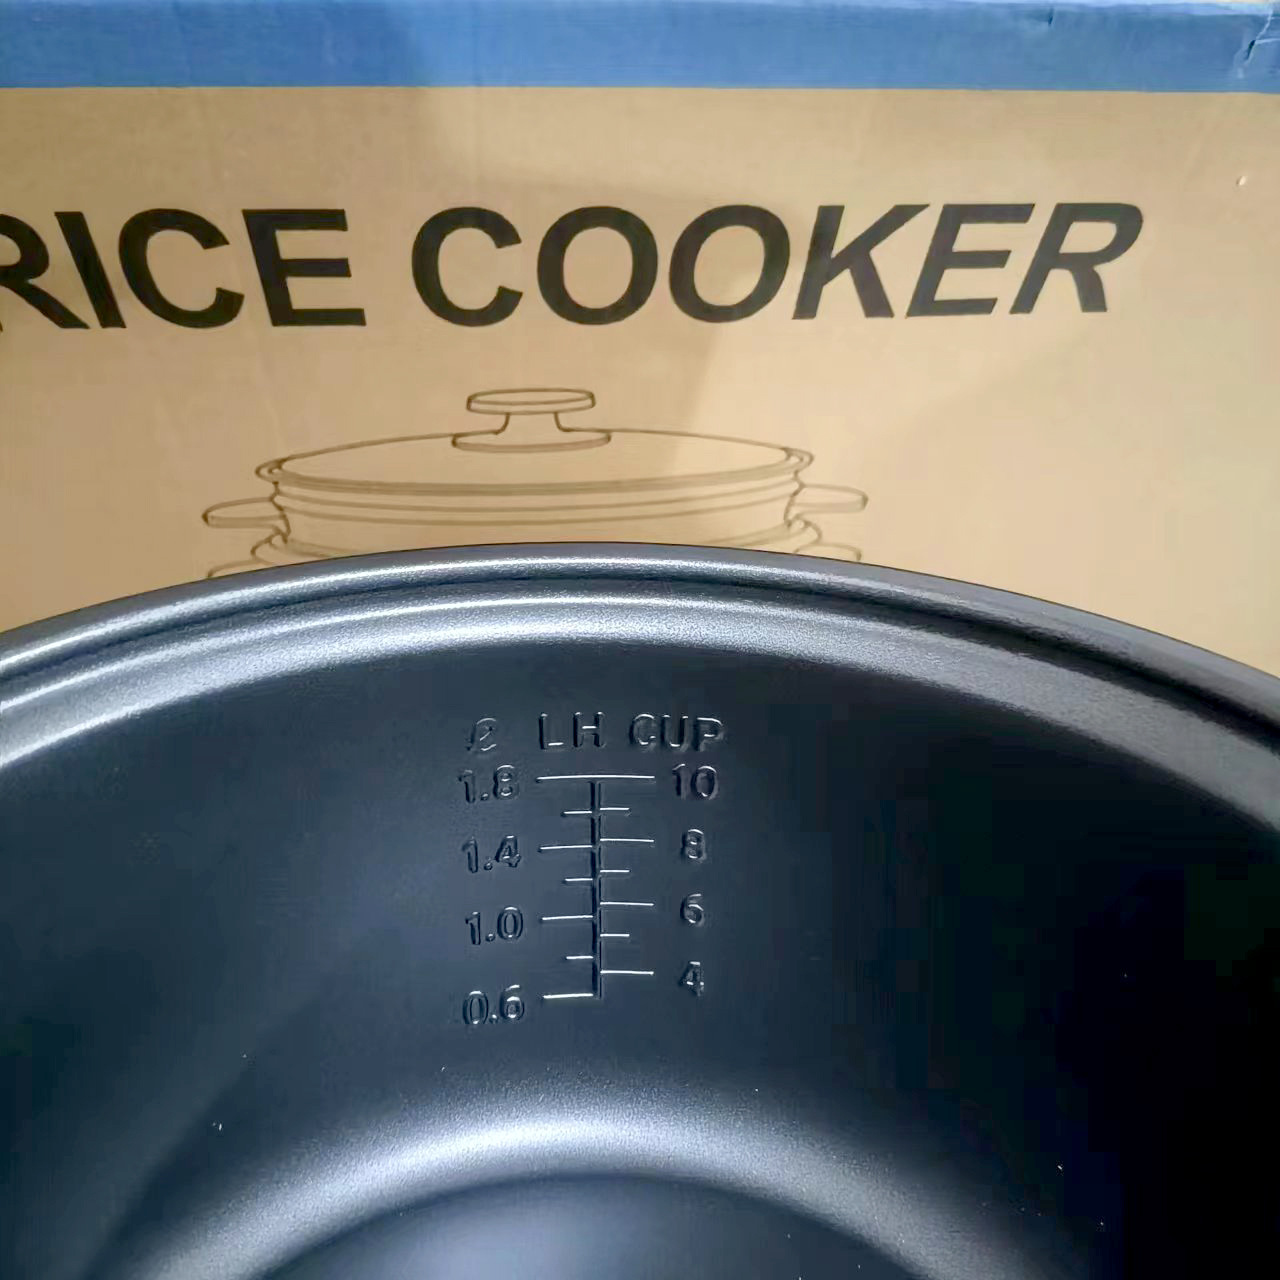 RICE COOKER
ℓ LH CUP
1.8 10
1.4 8
1.0 6
0.6 4